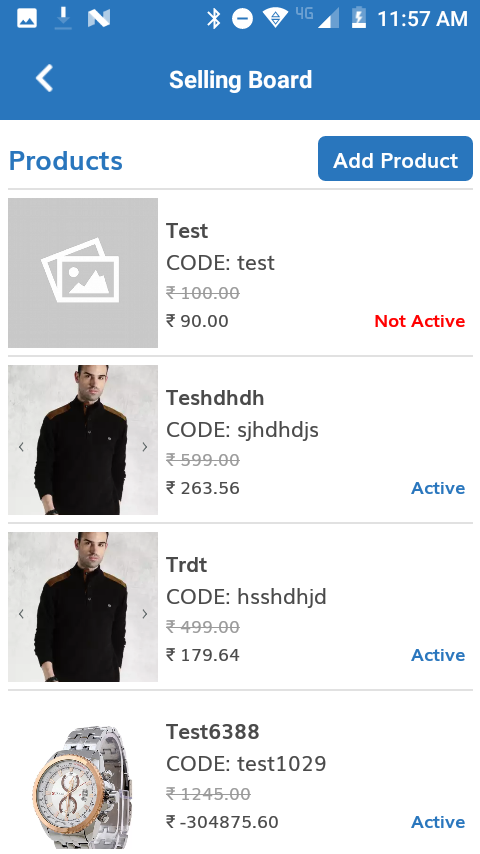 4G 11:57 AM
Selling Board
Products
Add Product
Test
CODE: test
₹ 100.00
₹ 90.00
Not Active
Teshdhdh
CODE: sjhdhdjs
₹ 599.00
₹ 263.56
Active
Trdt
CODE: hsshdhjd
₹ 499.00
₹ 179.64
Active
Test6388
CODE: test1029
₹ 1245.00
₹ -304875.60
Active